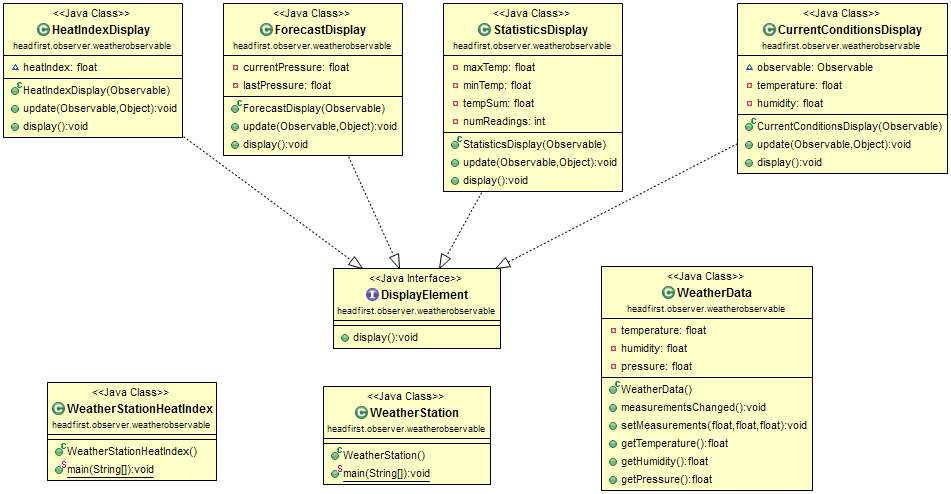 <<Java Class>>
HeatIndexDisplay
headfirst.observer.weatherobservable
heatIndex: float
HeatIndexDisplay(Observable)
update(Observable,Object):void
display():void
<<Java Class>>
ForecastDisplay
headfirst.observer.weatherobservable
currentPressure: float
lastPressure: float
ForecastDisplay(Observable)
update(Observable,Object):void
display():void
<<Java Class>>
StatisticsDisplay
headfirst.observer.weatherobservable
maxTemp: float
minTemp: float
tempSum: float
numReadings: int
StatisticsDisplay(Observable)
update(Observable,Object):void
display():void
<<Java Class>>
CurrentConditionsDisplay
headfirst.observer.weatherobservable
observable: Observable
temperature: float
humidity: float
CurrentConditionsDisplay(Observable)
update(Observable,Object):void
display():void
<<Java Interface>>
DisplayElement
headfirst.observer.weatherobservable
display():void
<<Java Class>>
WeatherData
headfirst.observer.weatherobservable
temperature: float
humidity: float
pressure: float
WeatherData()
measurementsChanged():void
setMeasurements(float,float,float):void
getTemperature():float
getHumidity():float
getPressure():float
<<Java Class>>
WeatherStationHeatIndex
headfirst.observer.weatherobservable
WeatherStationHeatIndex()
main(String[]):void
<<Java Class>>
WeatherStation
headfirst.observer.weatherobservable
WeatherStation()
main(String[]):void